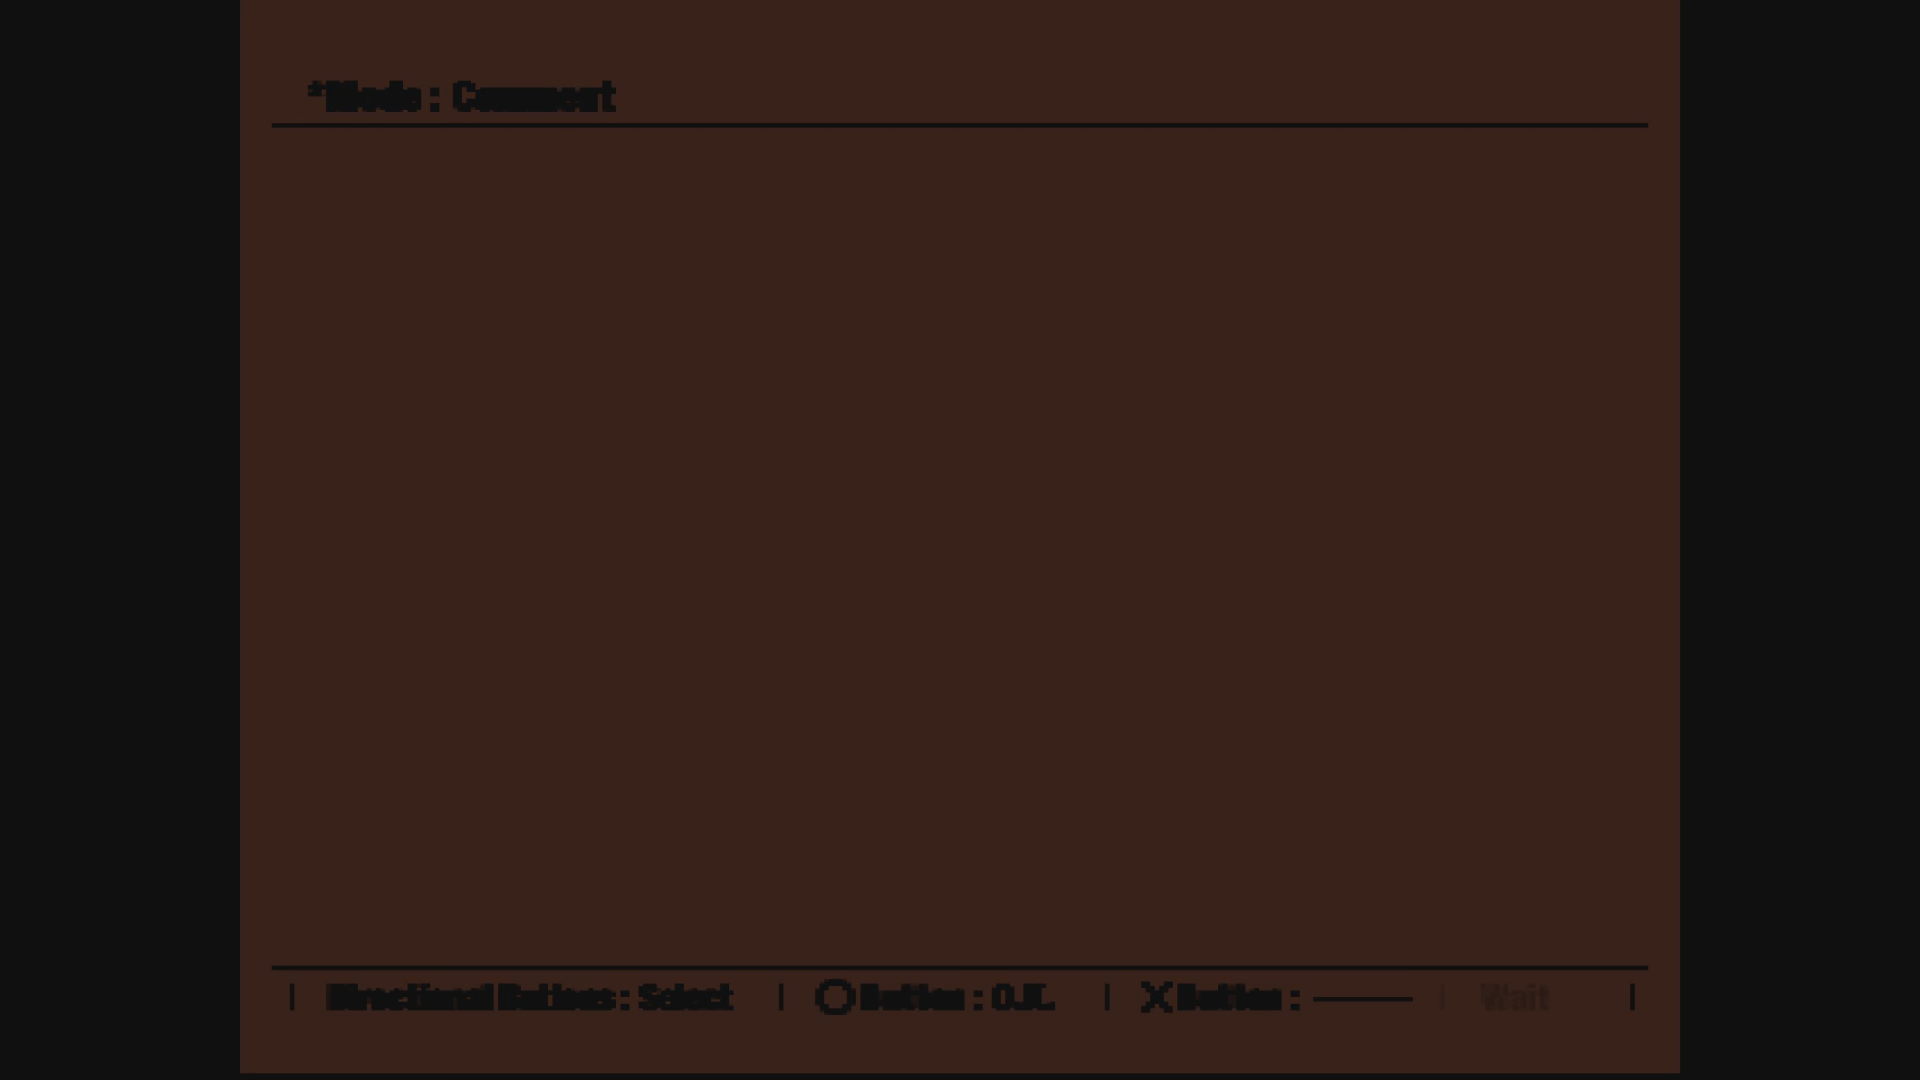 *Mode : Comment
| Directional Buttons : Select | ○ Button : O.K. | X Button : ——— | Wait |